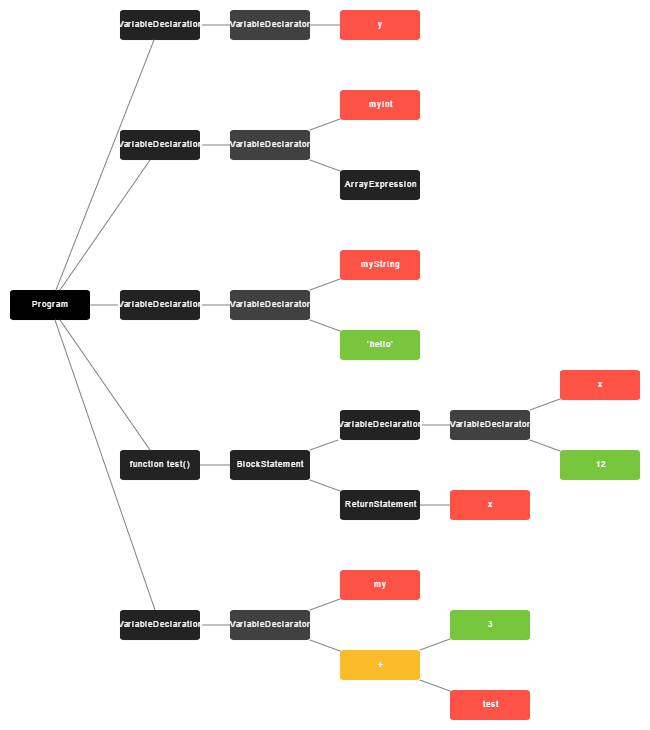 VariableDeclaration VariableDeclarator y
VariableDeclaration VariableDeclarator myInt
ArrayExpression
Program VariableDeclaration VariableDeclarator myString
'hello'
function test() BlockStatement VariableDeclaration VariableDeclarator x
12
ReturnStatement x
VariableDeclaration VariableDeclarator my
+ 3
test